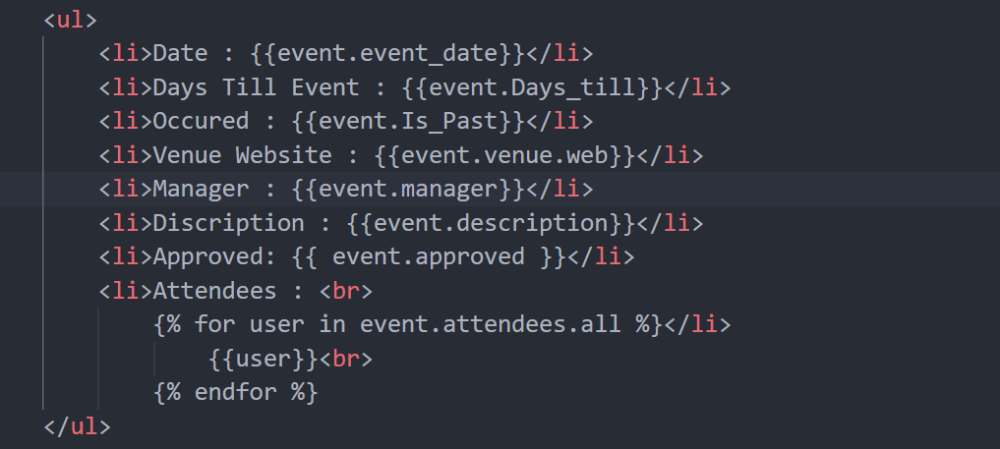 <ul>
<li>Date : {{event.event_date}}</li>
<li>Days Till Event : {{event.Days_till}}</li>
<li>Occured : {{event.Is_Past}}</li>
<li>Venue Website : {{event.venue.web}}</li>
<li>Manager : {{event.manager}}</li>
<li>Discription : {{event.description}}</li>
<li>Approved: {{ event.approved }}</li>
<li>Attendees : <br>
{% for user in event.attendees.all %}</li>
{{user}}<br>
{% endfor %}
</ul>